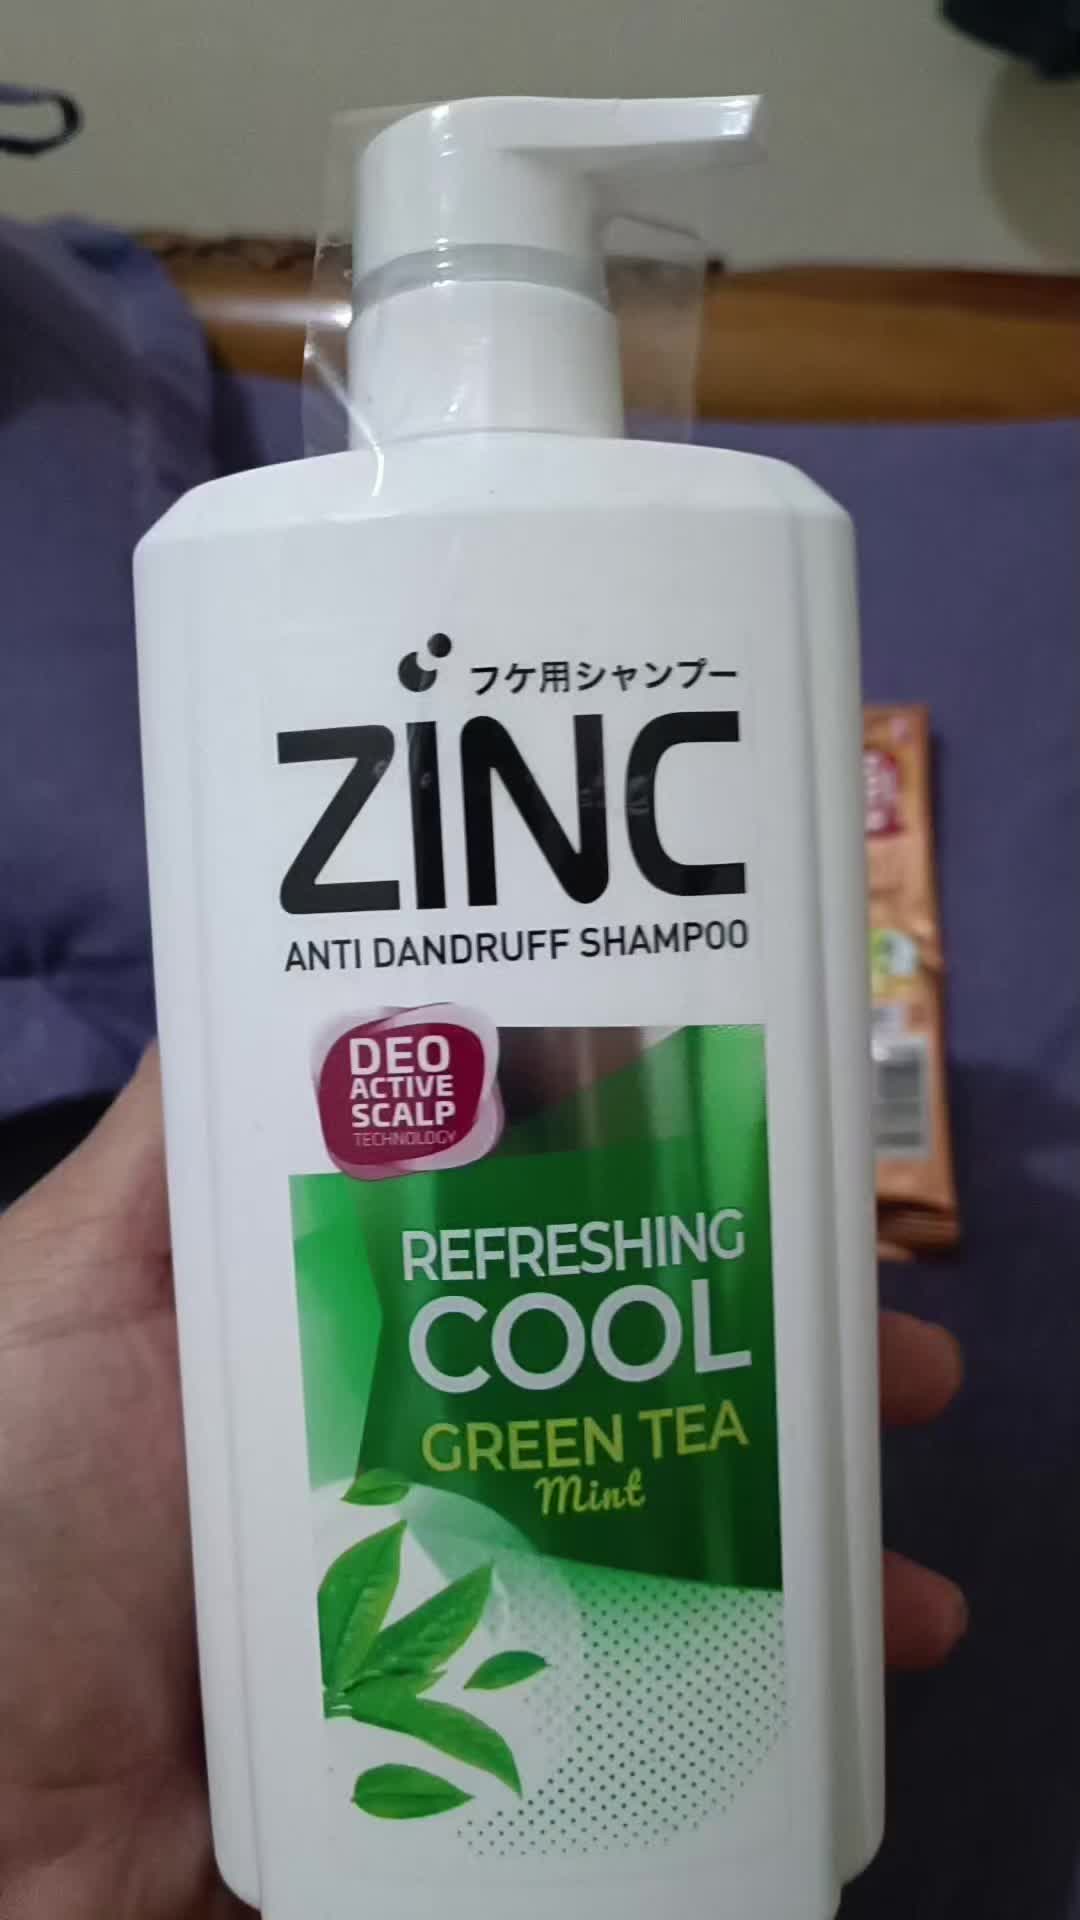 フケ用シャンプー
ZINC
ANTI DANDRUFF SHAMPOO
DEO
ACTIVE
SCALP
TECHNOLOGY
REFRESHING
COOL
GREEN TEA
Mint